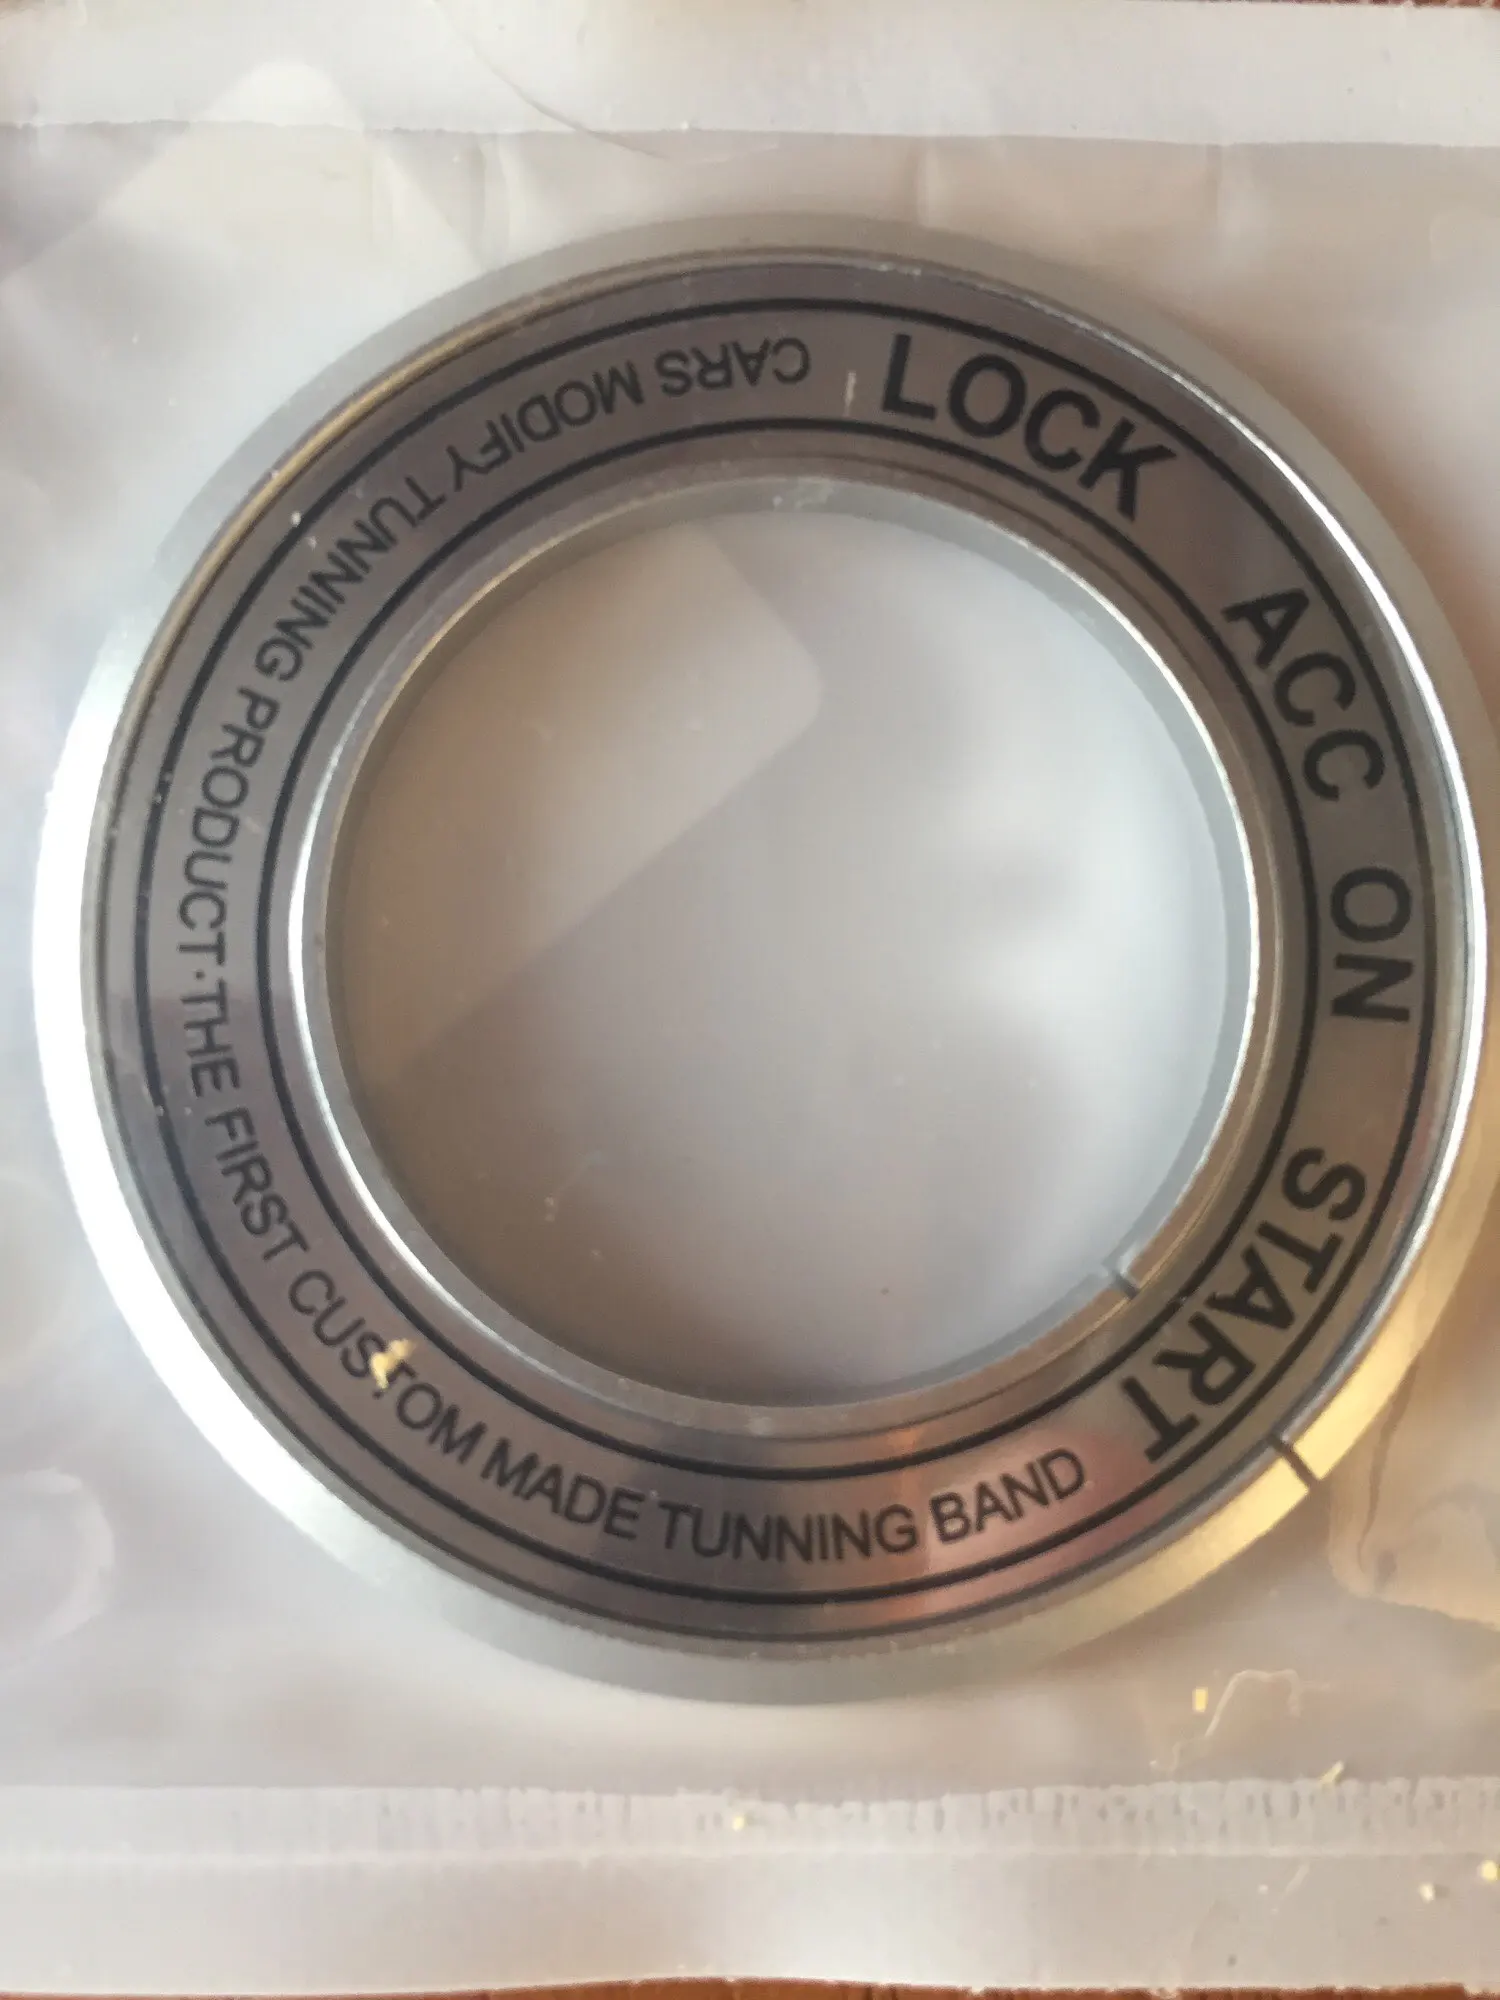 LOCK ACC ON START
CARS MODIFY TUNNING PRODUCT·THE FIRST CUSTOM MADE TUNNING BAND